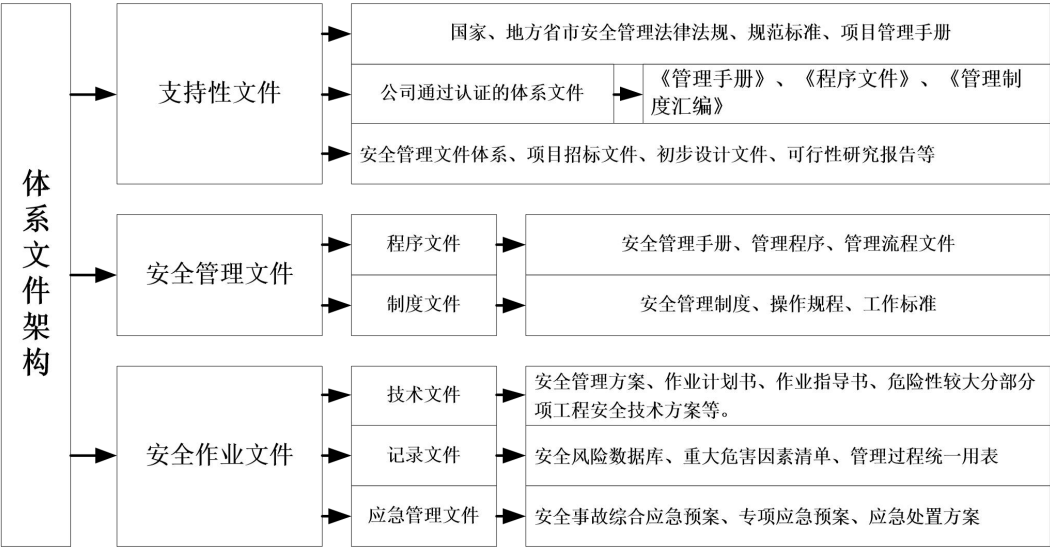 体系文件架构
支持性文件
国家、地方省市安全管理法律法规、规范标准、项目管理手册
公司通过认证的体系文件
《管理手册》、《程序文件》、《管理制
度汇编》
安全管理文件体系、项目招标文件、初步设计文件、可行性研究报告等
安全管理文件
程序文件
安全管理手册、管理程序、管理流程文件
制度文件
安全管理制度、操作规程、工作标准
安全作业文件
技术文件
安全管理方案、作业计划书、作业指导书、危险性较大分部分
项工程安全技术方案等。
记录文件
安全风险数据库、重大危害因素清单、管理过程统一用表
应急管理文件
安全事故综合应急预案、专项应急预案、应急处置方案